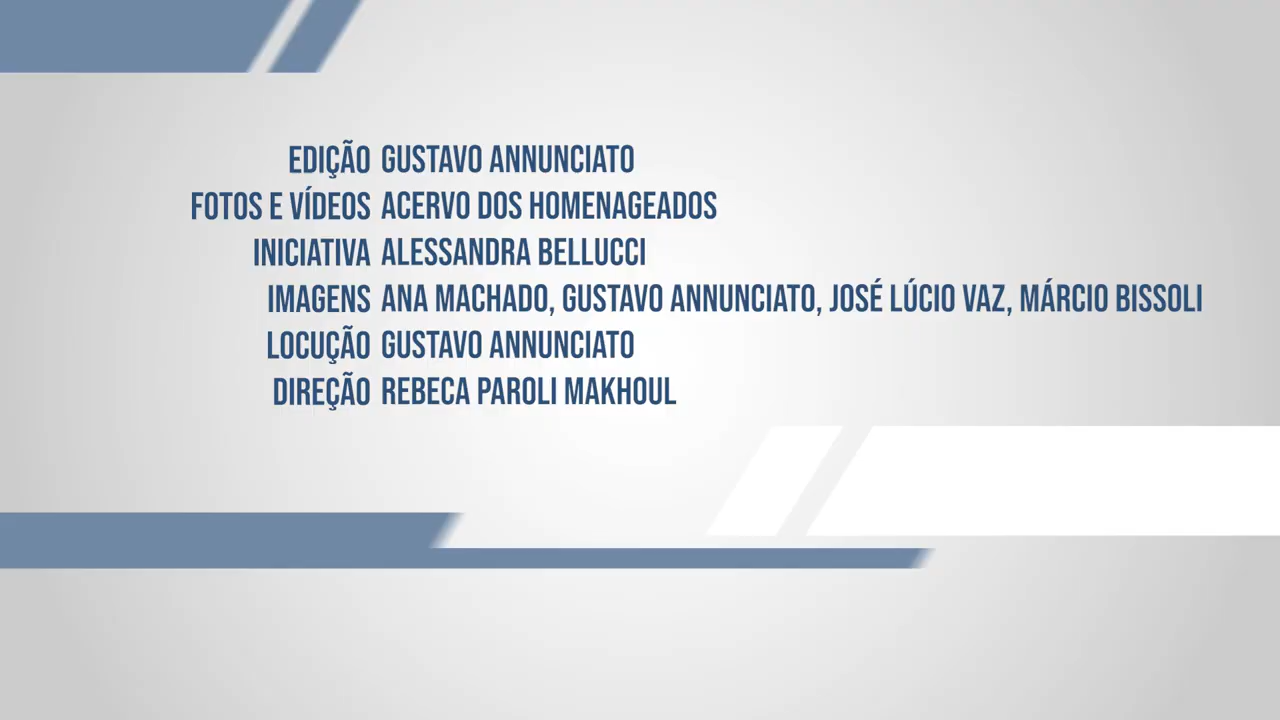 EDIÇÃO GUSTAVO ANNUNCIATO
FOTOS E VÍDEOS ACERVO DOS HOMENAGEADOS
INICIATIVA ALESSANDRA BELLUCCI
IMAGENS ANA MACHADO, GUSTAVO ANNUNCIATO, JOSÉ LÚCIO VAZ, MÁRCIO BISSOLI
LOCUÇÃO GUSTAVO ANNUNCIATO
DIREÇÃO REBECA PAROLI MAKHOUL